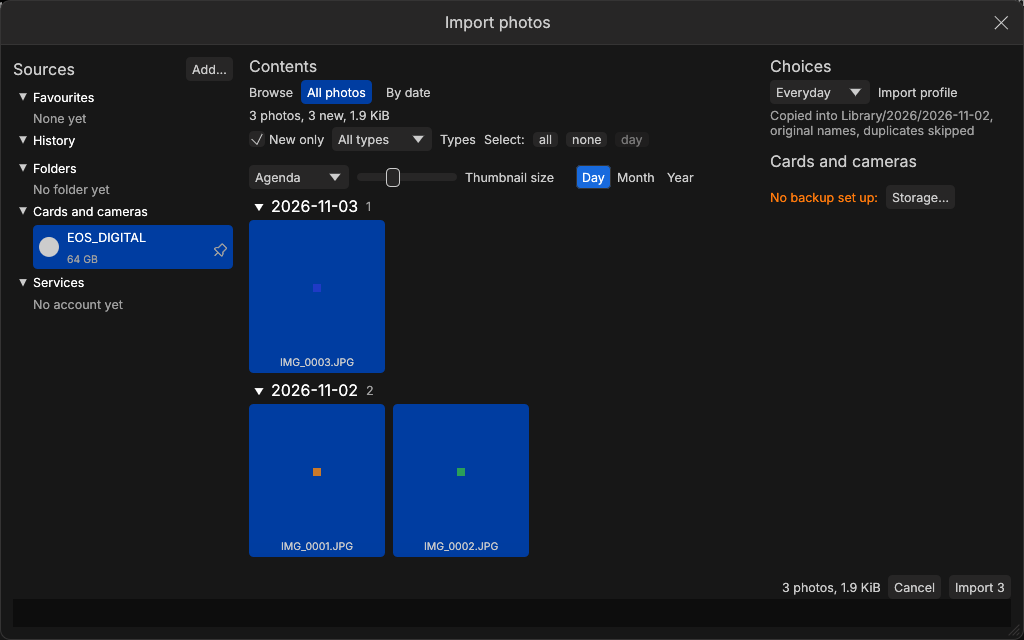 Import photos
Sources
Add...
Favourites
None yet
History
Folders
No folder yet
Cards and cameras
EOS_DIGITAL
64 GB
Services
No account yet
Contents
Browse All photos By date
3 photos, 3 new, 1.9 KiB
New only All types Types Select: all none day
Agenda Thumbnail size Day Month Year
2026-11-03 1
IMG_0003.JPG
2026-11-02 2
IMG_0001.JPG IMG_0002.JPG
Choices
Everyday Import profile
Copied into Library/2026/2026-11-02,
original names, duplicates skipped
Cards and cameras
No backup set up: Storage...
3 photos, 1.9 KiB Cancel Import 3